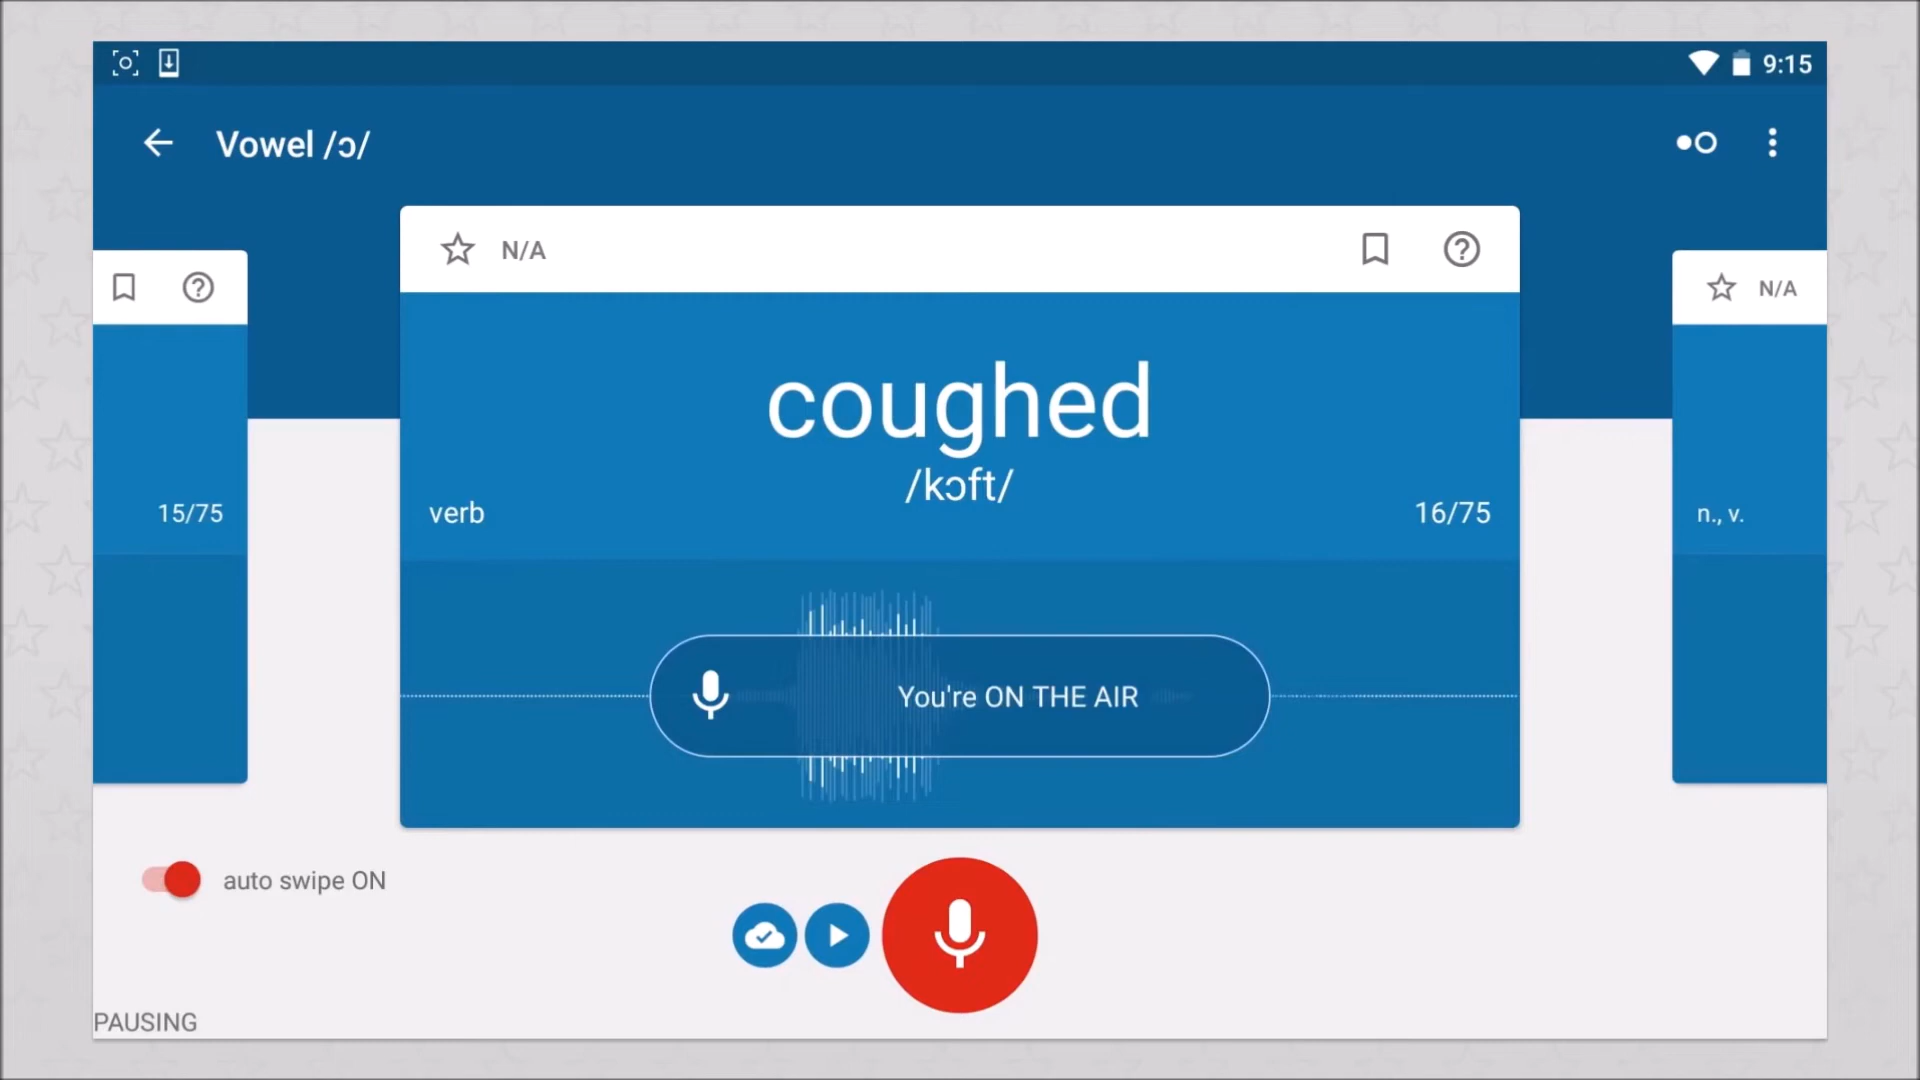 9:15
Vowel /ɔ/
N/A
N/A
coughed
/kɔft/
verb
16/75
15/75
n., v.
You're ON THE AIR
auto swipe ON
PAUSING